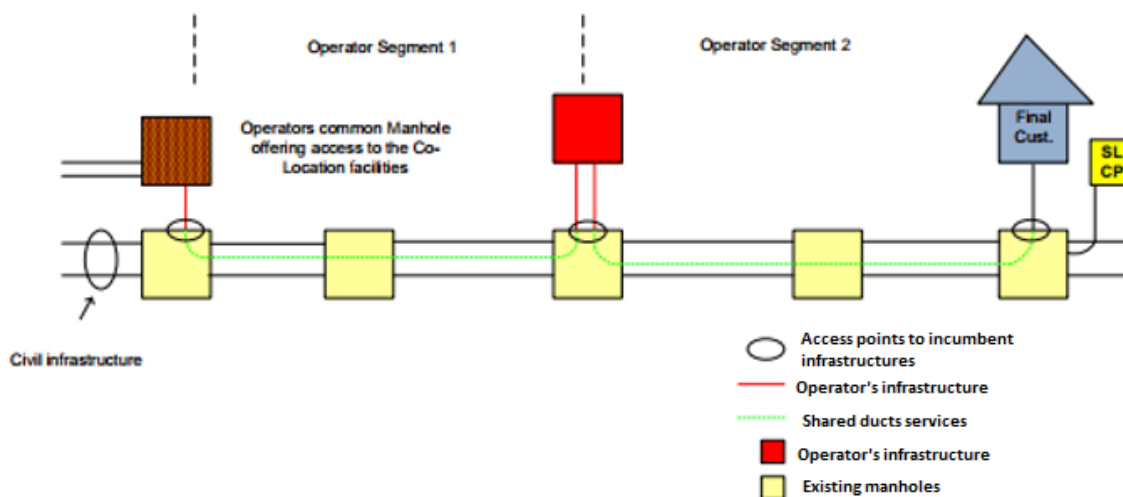 Operator Segment 1
Operator Segment 2
Operators common Manhole
offering access to the Co-
Location facilities
Final
Cust.
SL
CP
Civil infrastructure
Access points to incumbent
infrastructures
Operator's infrastructure
Shared ducts services
Operator's infrastructure
Existing manholes